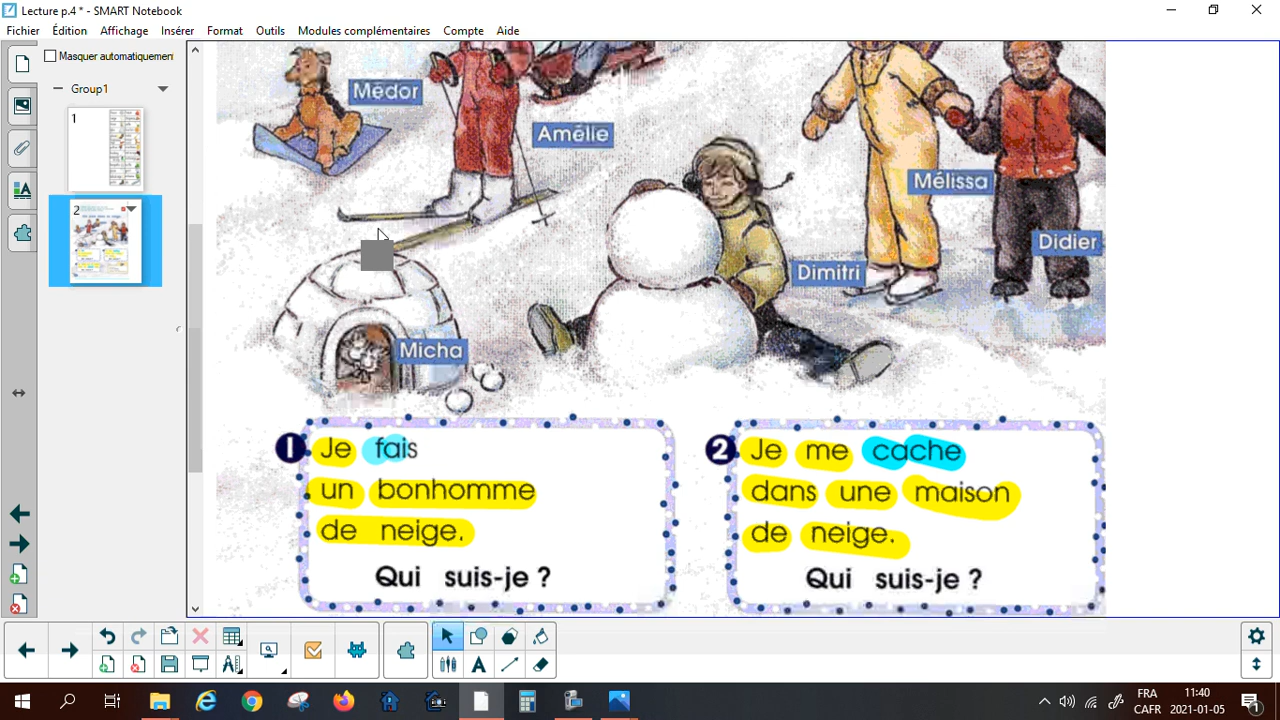 Lecture p.4 * - SMART Notebook
Fichier Édition Affichage Insérer Format Outils Modules complémentaires Compte Aide
Masquer automatiquemen
Group1
1
2
Médor
Amélie
Mélissa
Didier
Dimitri
Micha
1 Je fais
un bonhomme
de neige.
Qui suis-je ?
2 Je me cache
dans une maison
de neige.
Qui suis-je ?
FRA 11:40
CAFR 2021-01-05
1